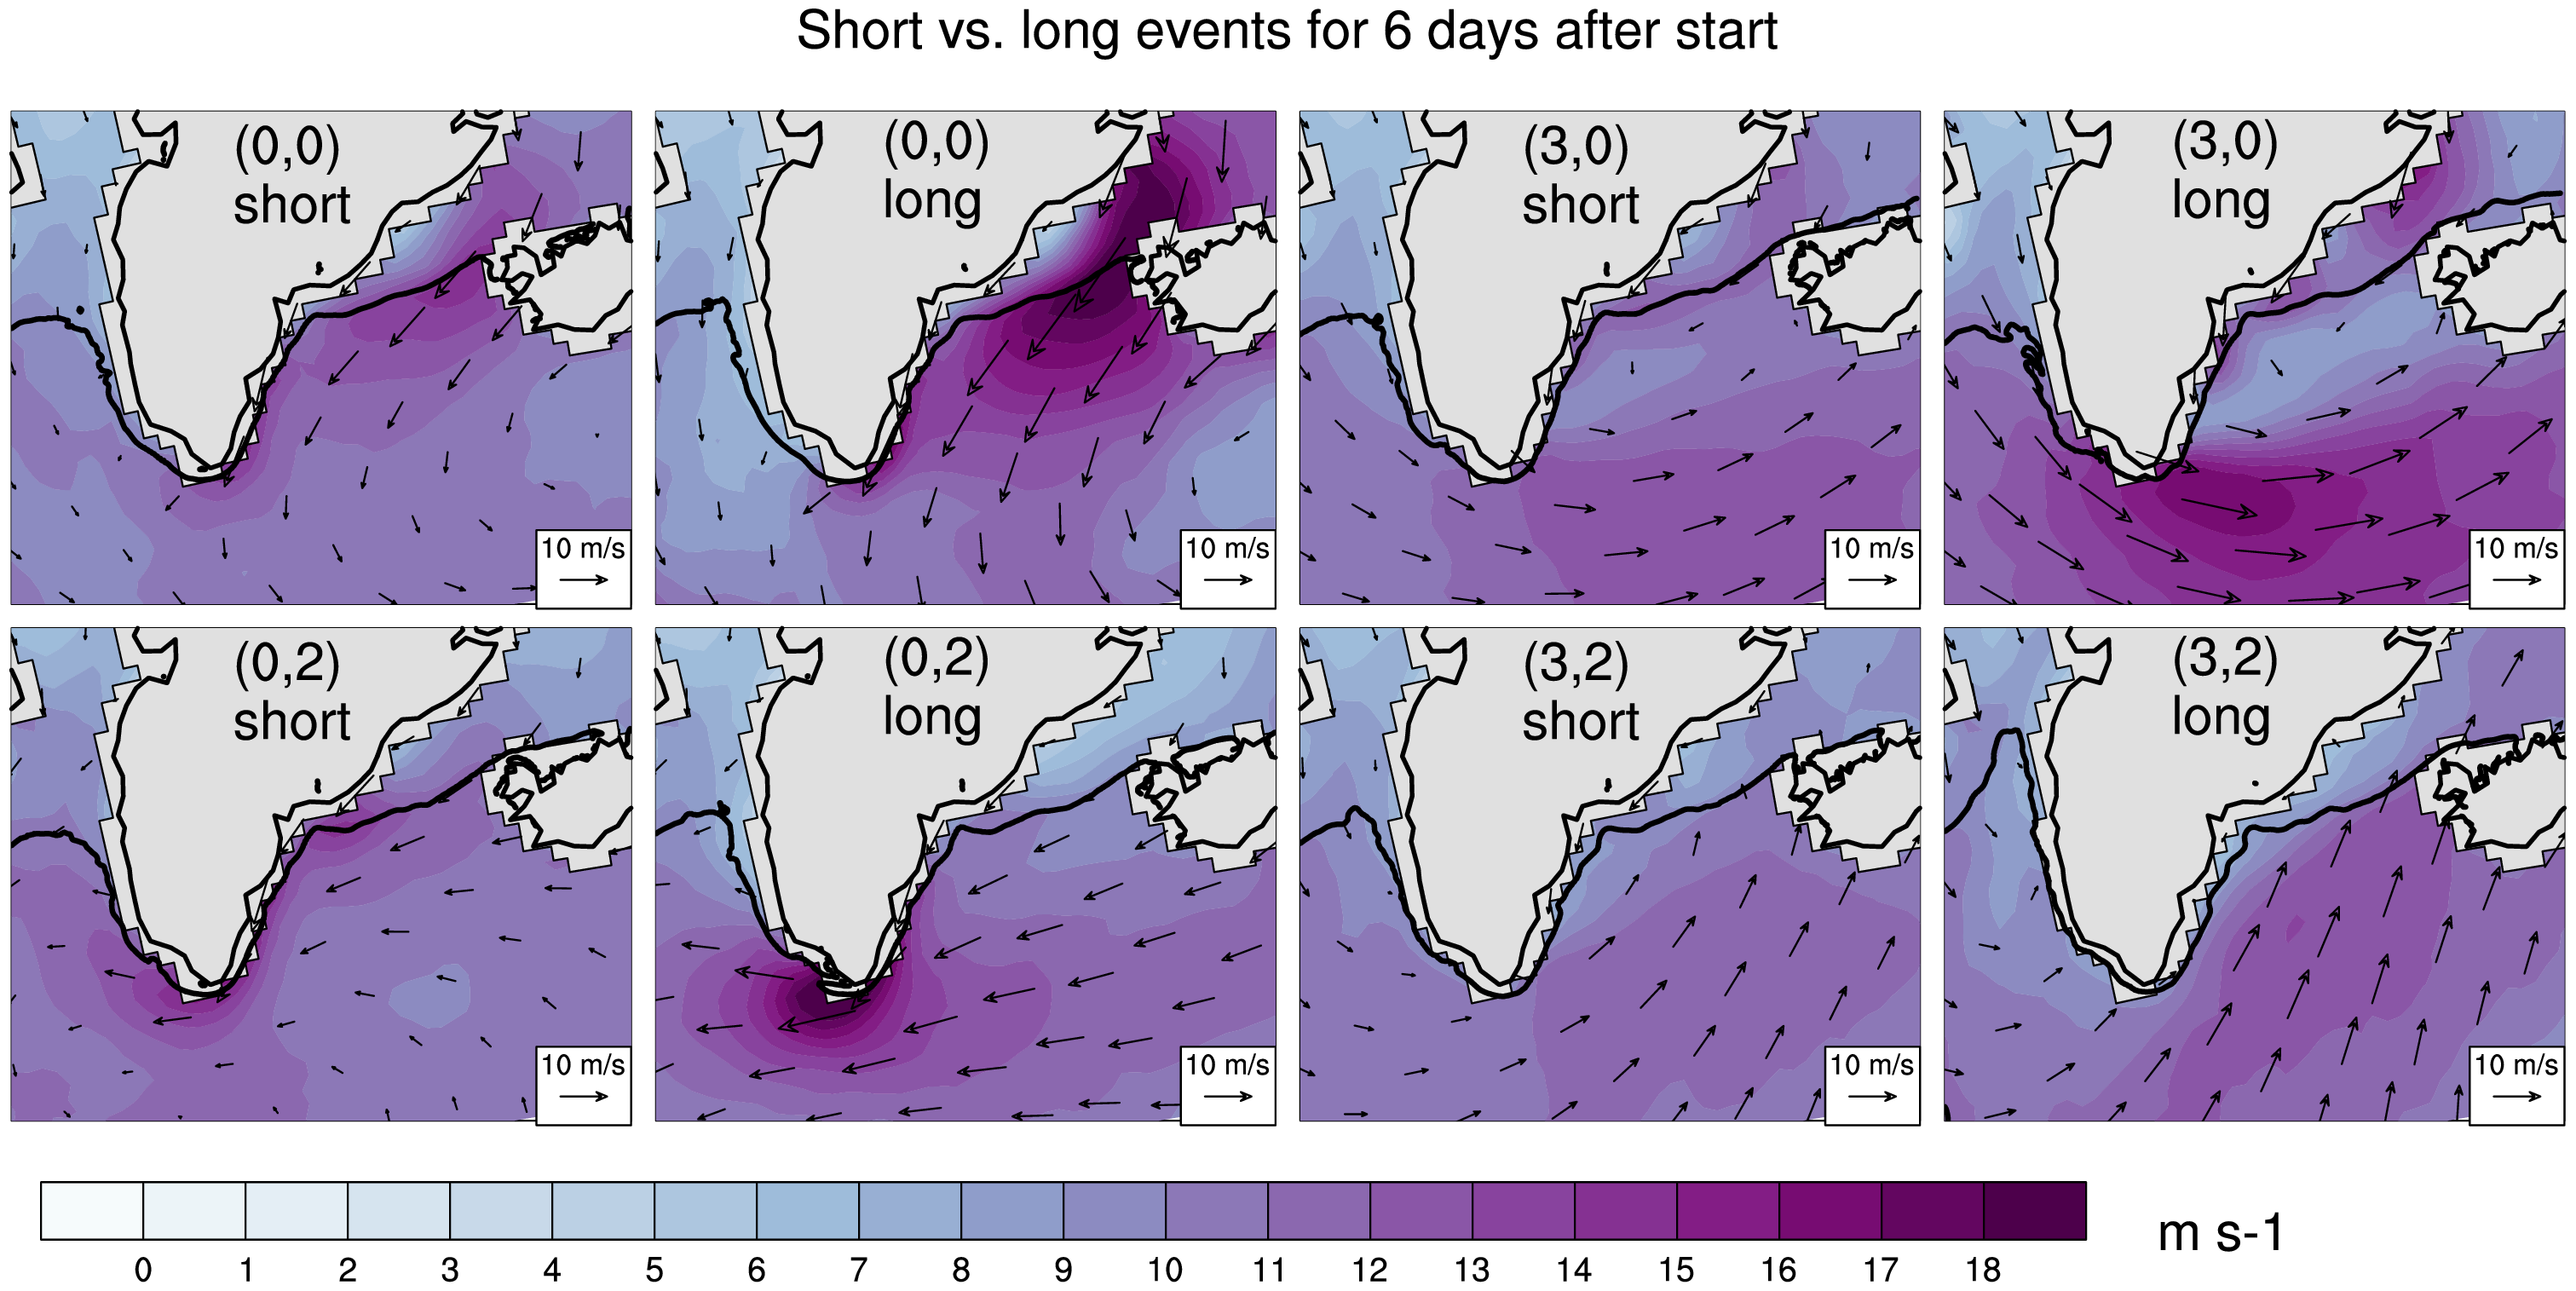 Short vs. long events for 6 days after start
(0,0)
short
(0,0)
long
(3,0)
short
(3,0)
long
10 m/s
10 m/s
10 m/s
10 m/s
(0,2)
short
(0,2)
long
(3,2)
short
(3,2)
long
10 m/s
10 m/s
10 m/s
10 m/s
0 1 2 3 4 5 6 7 8 9 10 11 12 13 14 15 16 17 18
m s-1